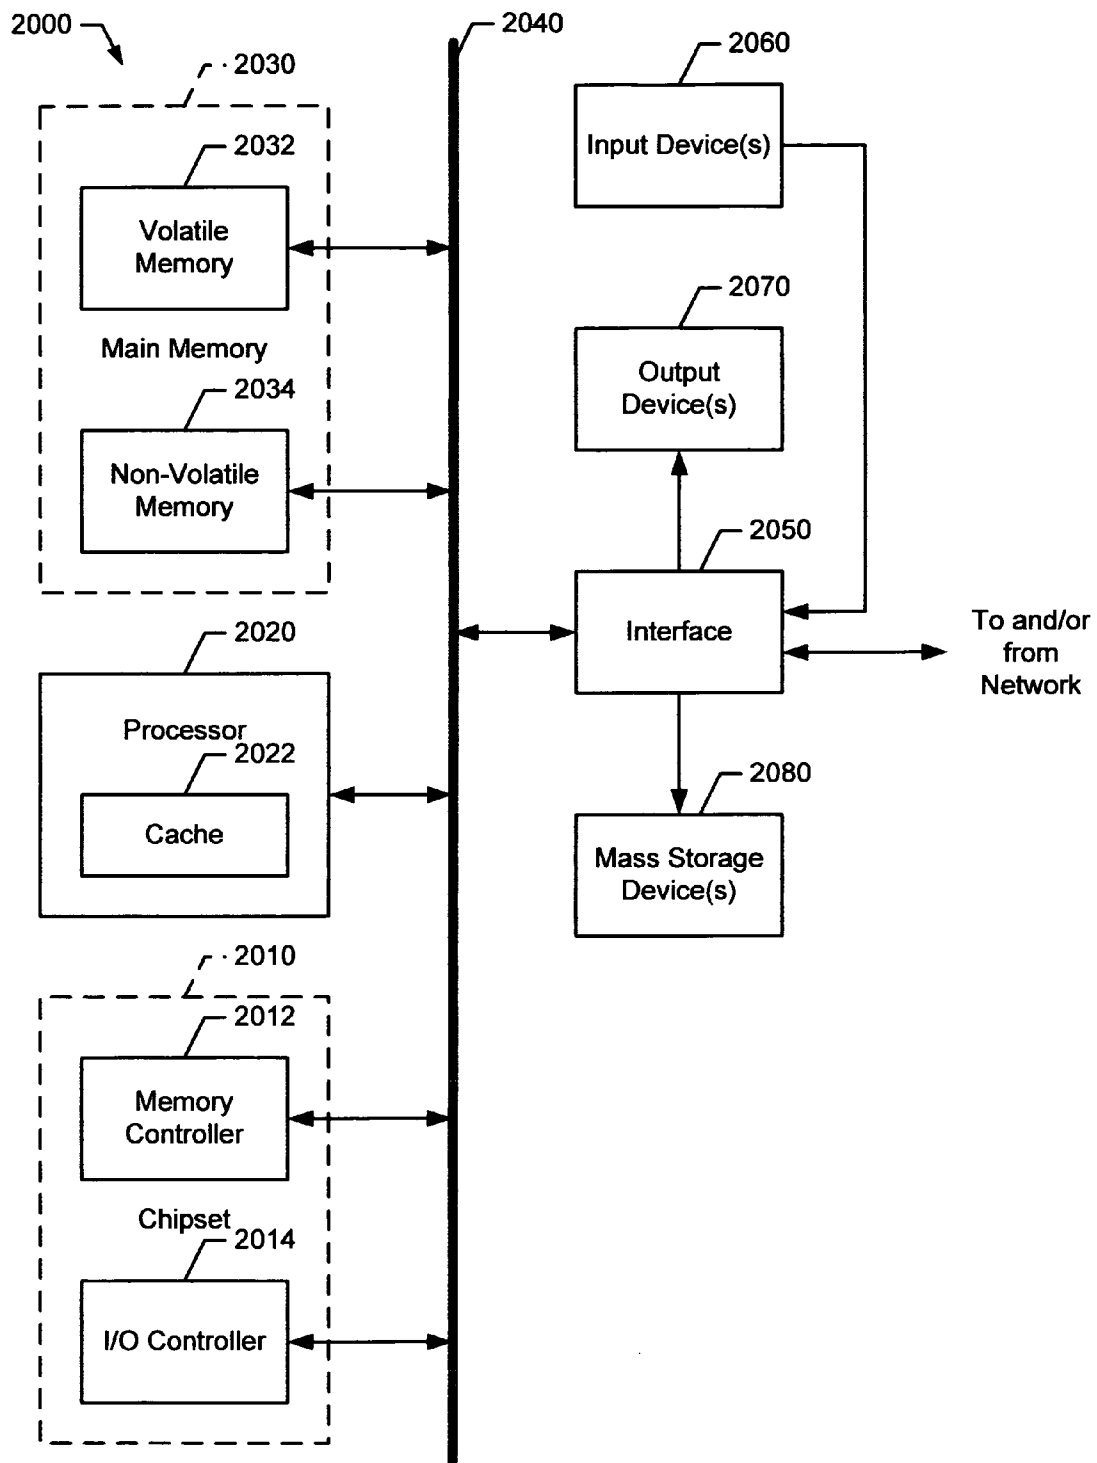 2000
2040
2060
2030
Input Device(s)
2032
Volatile
Memory
2070
Main Memory
Output
Device(s)
2034
Non-Volatile
Memory
2050
Interface
To and/or
from
Network
2020
Processor
2022
Cache
2080
Mass Storage
Device(s)
2010
2012
Memory
Controller
Chipset
2014
I/O Controller